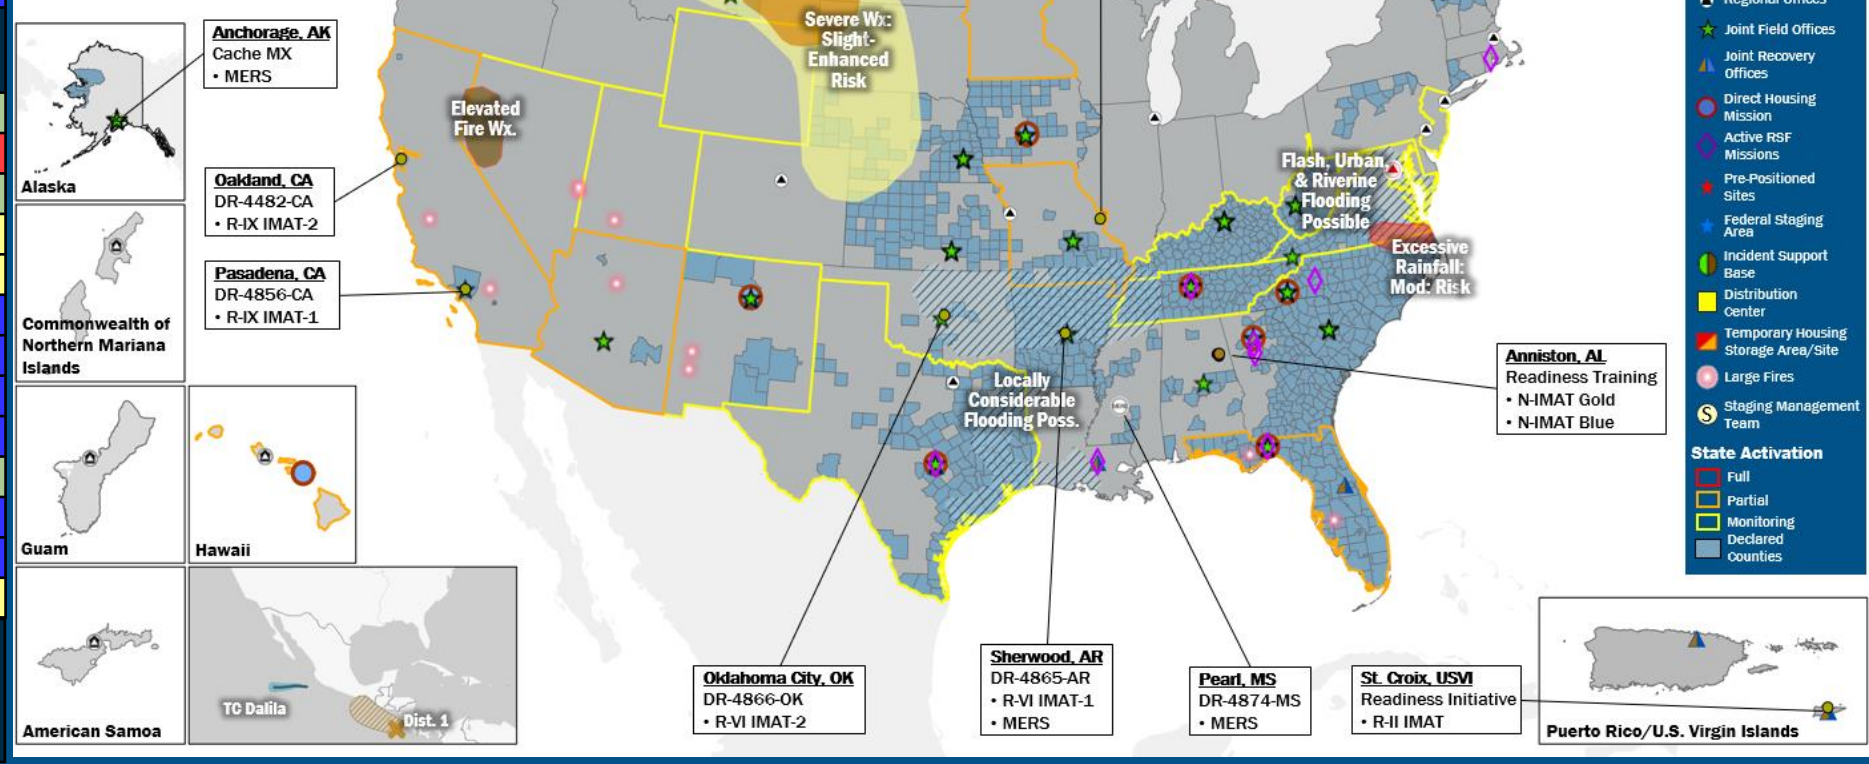 Anchorage, AK
Cache MX
• MERS
Alaska
Oakland, CA
DR-4482-CA
• R-IX IMAT-2
Pasadena, CA
DR-4856-CA
• R-IX IMAT-1
Commonwealth of
Northern Mariana
Islands
Guam
Hawaii
American Samoa
TC Dalila
Dist. 1
Severe Wx:
Slight-
Enhanced
Risk
Elevated
Fire Wx.
Flash, Urban,
& Riverine
Flooding
Possible
Excessive
Rainfall:
Mod: Risk
Locally
Considerable
Flooding Poss.
Anniston, AL
Readiness Training
• N-IMAT Gold
• N-IMAT Blue
Oklahoma City, OK
DR-4866-OK
• R-VI IMAT-2
Sherwood, AR
DR-4865-AR
• R-VI IMAT-1
• MERS
Pearl, MS
DR-4874-MS
• MERS
St. Croix, USVI
Readiness Initiative
• R-II IMAT
Puerto Rico/U.S. Virgin Islands
Regional Offices
Joint Field Offices
Joint Recovery
Offices
Direct Housing
Mission
Active RSF
Missions
Pre-Positioned
Sites
Federal Staging
Area
Incident Support
Base
Distribution
Center
Temporary Housing
Storage Area/Site
Large Fires
S
Staging Management
Team
State Activation
Full
Partial
Monitoring
Declared
Counties